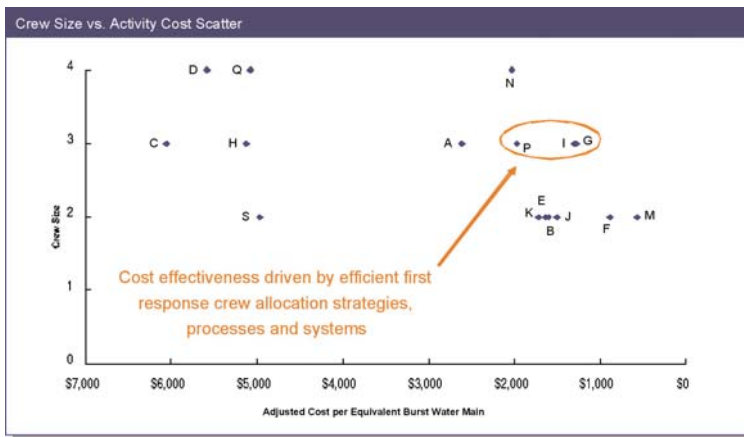 Crew Size vs. Activity Cost Scatter
4
D
Q
N
3
C
H
A
P
I
G
2
S
K
E
B
J
F
M
Crew Size
1
Cost effectiveness driven by efficient first
response crew allocation strategies,
processes and systems
0
$7,000 $6,000 $5,000 $4,000 $3,000 $2,000 $1,000 $0
Adjusted Cost per Equivalent Burst Water Main